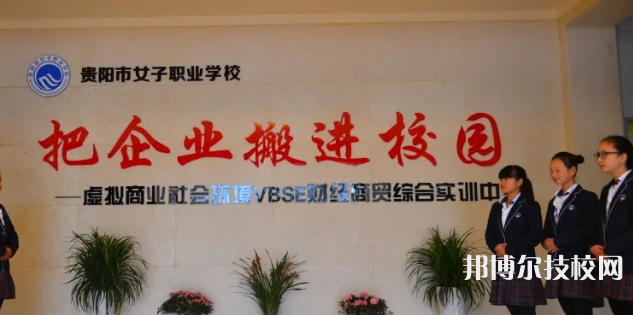 贵阳市女子职业学校
把企业搬进校园
—虚拟商业社会环境VBSE财经商贸综合实训中
邦博尔技校网